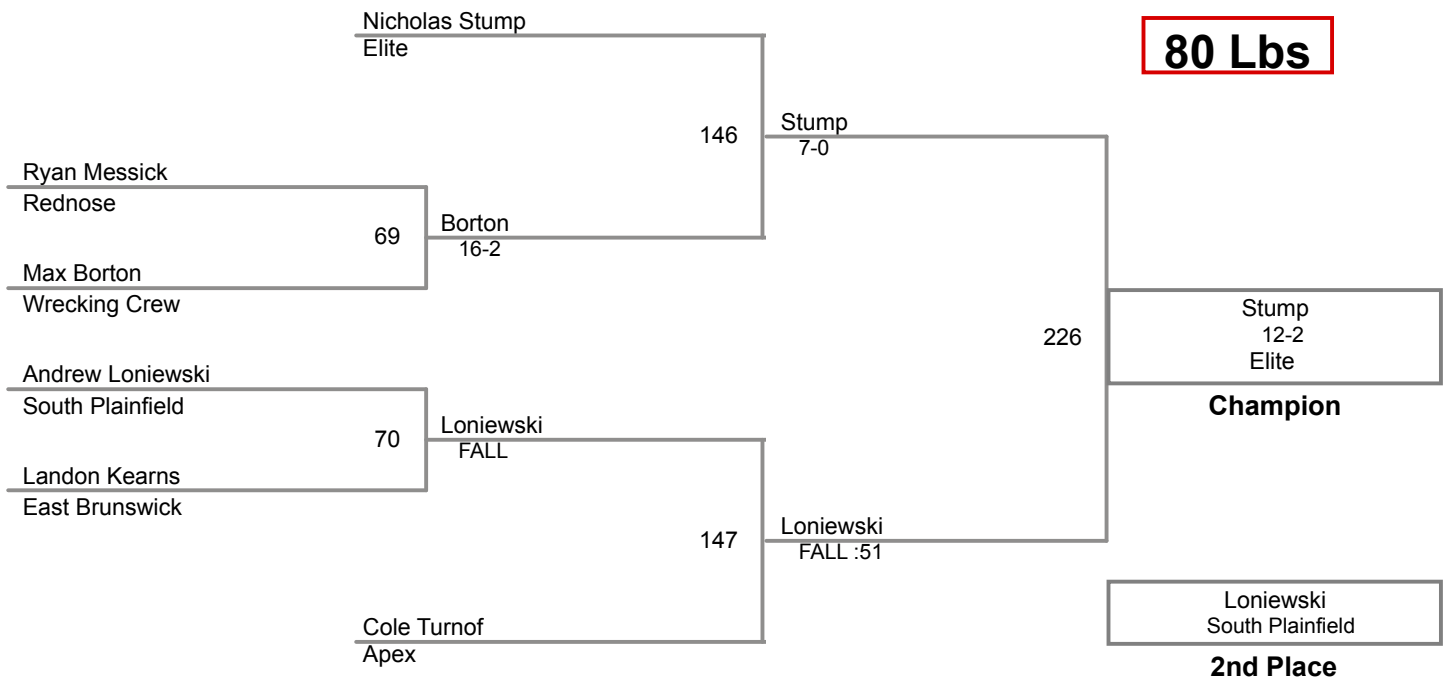 Nicholas Stump
Elite
80 Lbs
146
Stump
7-0
Ryan Messick
Rednose
69
Borton
16-2
Max Borton
Wrecking Crew
226
Stump
12-2
Elite
Champion
Andrew Loniewski
South Plainfield
70
Loniewski
FALL
Landon Kearns
East Brunswick
147
Loniewski
FALL :51
Cole Turnof
Apex
Loniewski
South Plainfield
2nd Place